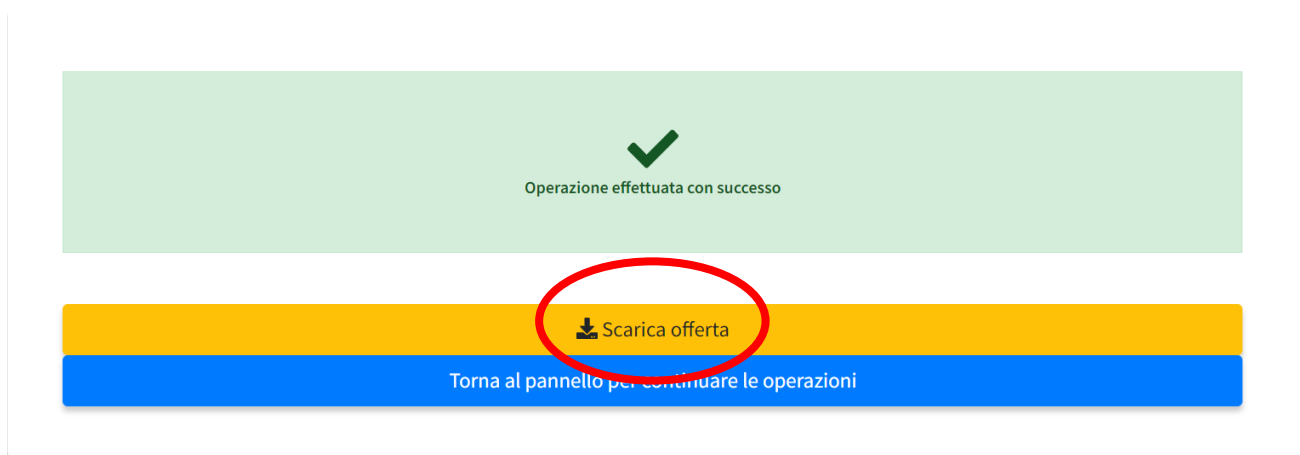 Operazione effettuata con successo
Scarica offerta
Torna al pannello per continuare le operazioni